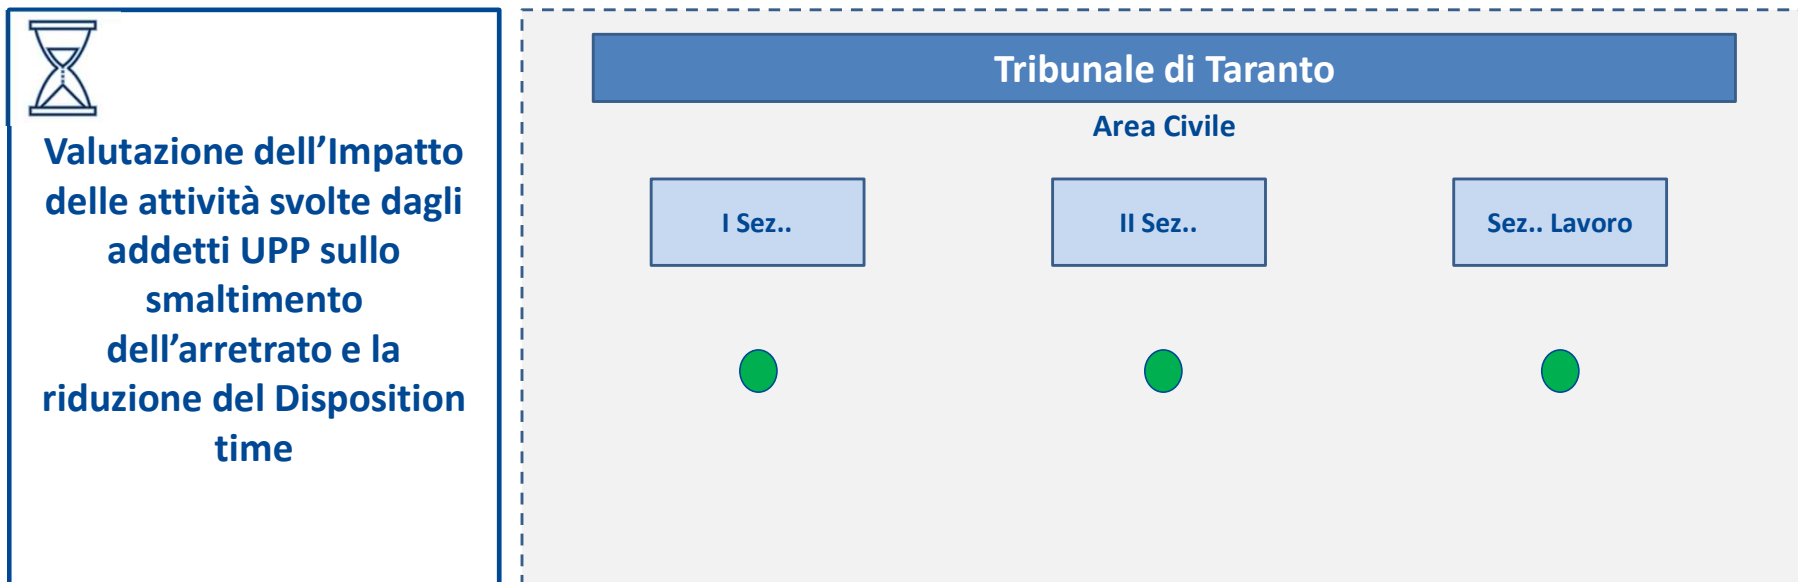 Valutazione dell’Impatto
delle attività svolte dagli
addetti UPP sullo
smaltimento
dell’arretrato e la
riduzione del Disposition
time
Tribunale di Taranto
Area Civile
I Sez..
II Sez..
Sez.. Lavoro